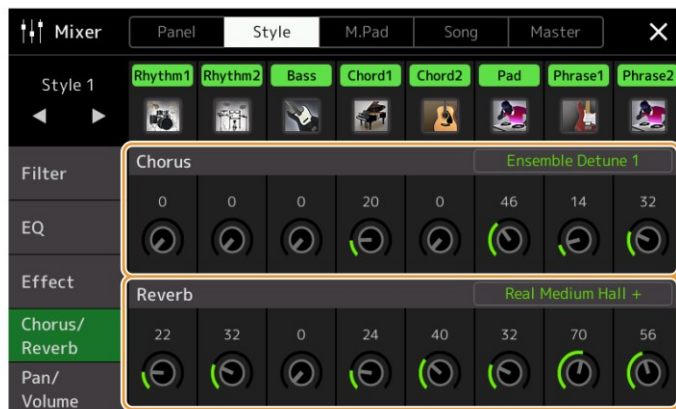 Mixer Panel Style M.Pad Song Master
Style 1 Rhythm1 Rhythm2 Bass Chord1 Chord2 Pad Phrase1 Phrase2
Filter
EQ
Effect
Chorus/
Reverb
Pan/
Volume
Chorus Ensemble Detune 1
0 0 0 20 0 46 14 32
Reverb Real Medium Hall +
22 32 0 24 40 32 70 56